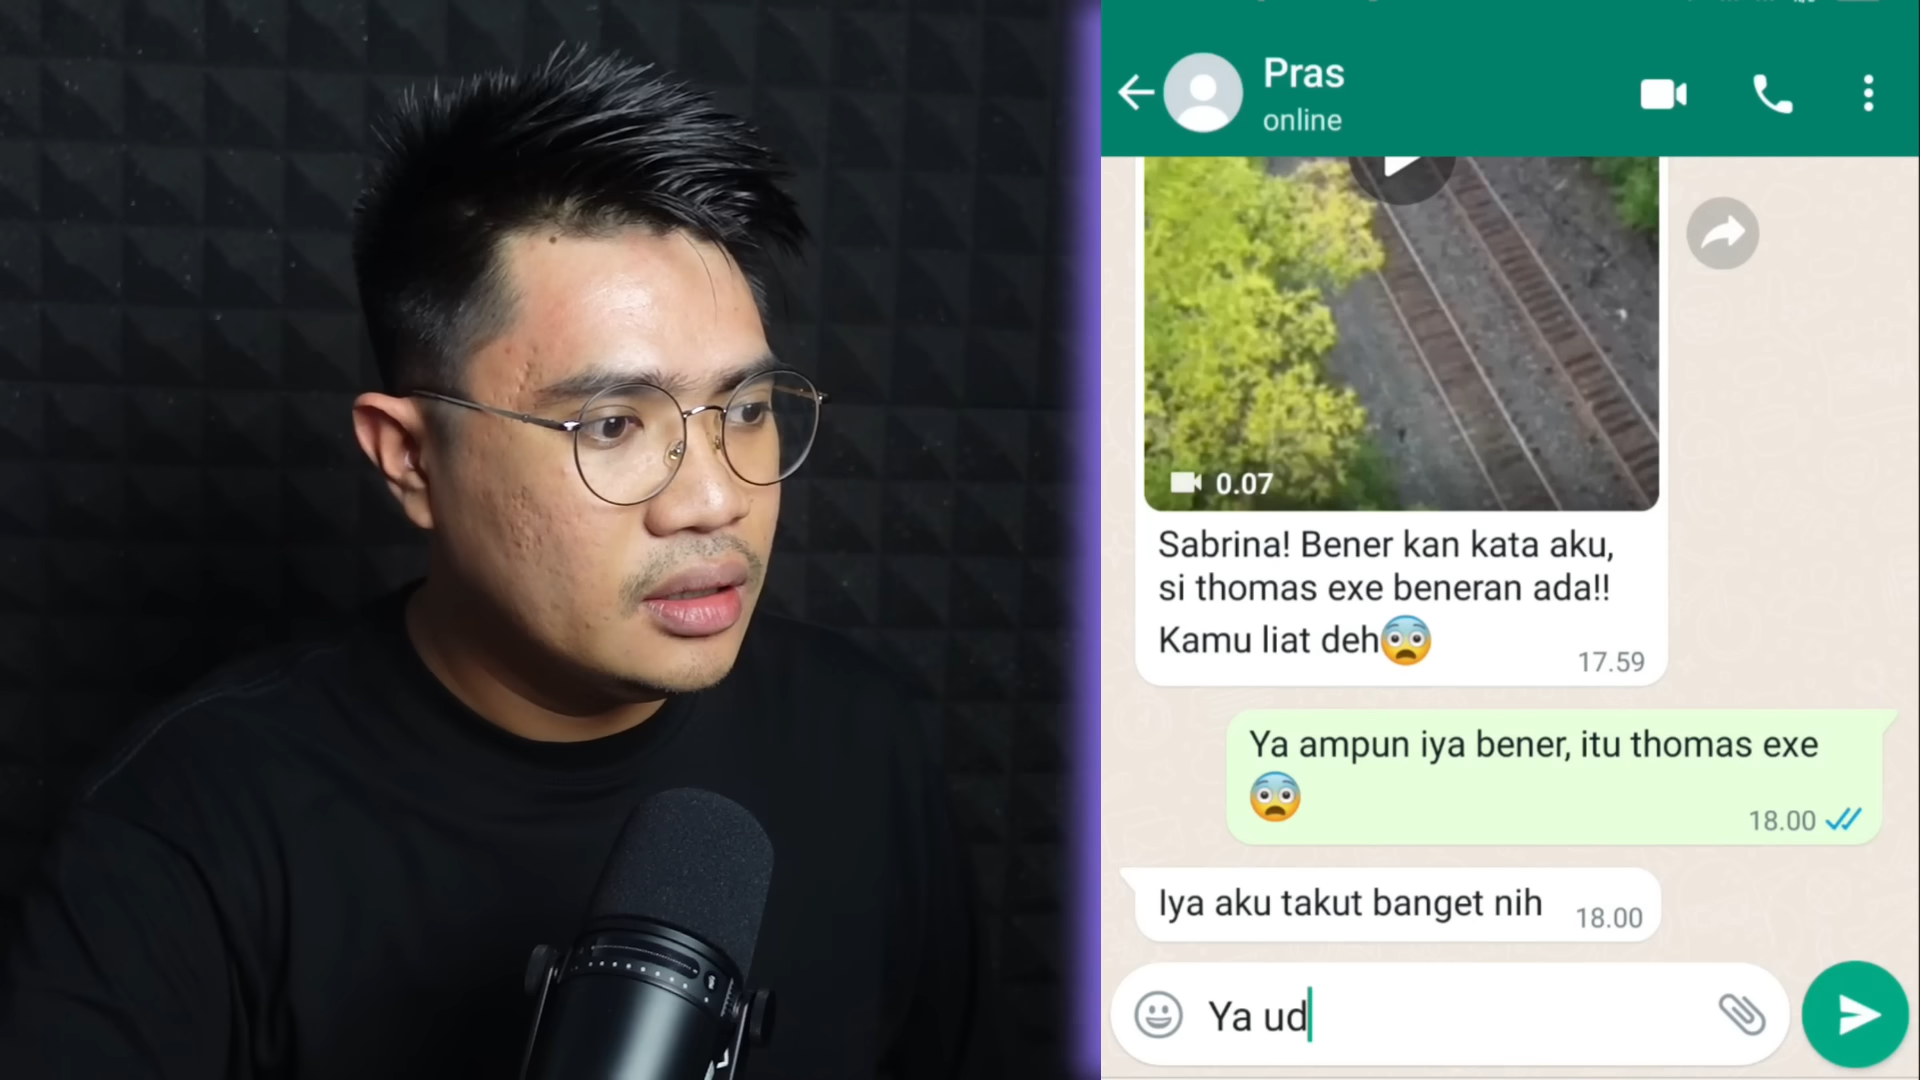 Pras
online
0.07
Sabrina! Bener kan kata aku,
si thomas exe beneran ada!!
Kamu liat deh😨
17.59
Ya ampun iya bener, itu thomas exe
😨
18.00
Iya aku takut banget nih
18.00
Ya ud